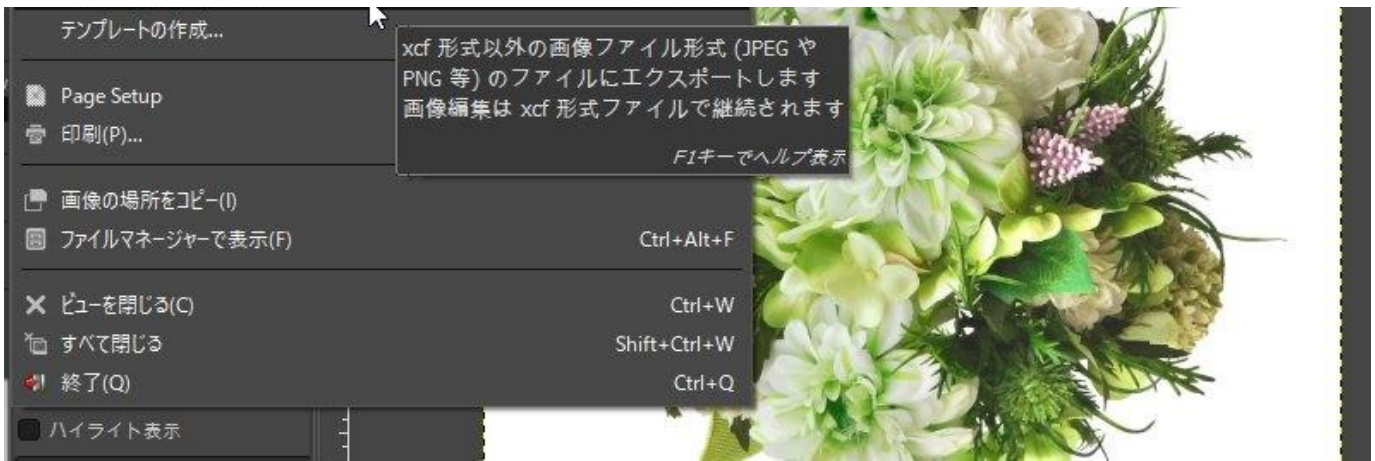 テンプレートの作成...
xcf 形式以外の画像ファイル形式 (JPEG や
PNG 等) のファイルにエクスポートします
画像編集は xcf 形式ファイルで継続されます
F1キーでヘルプ表示
Page Setup
印刷(P)...
画像の場所をコピー(I)
ファイルマネージャーで表示(F) Ctrl+Alt+F
ビューを閉じる(C) Ctrl+W
すべて閉じる Shift+Ctrl+W
終了(Q) Ctrl+Q
ハイライト表示